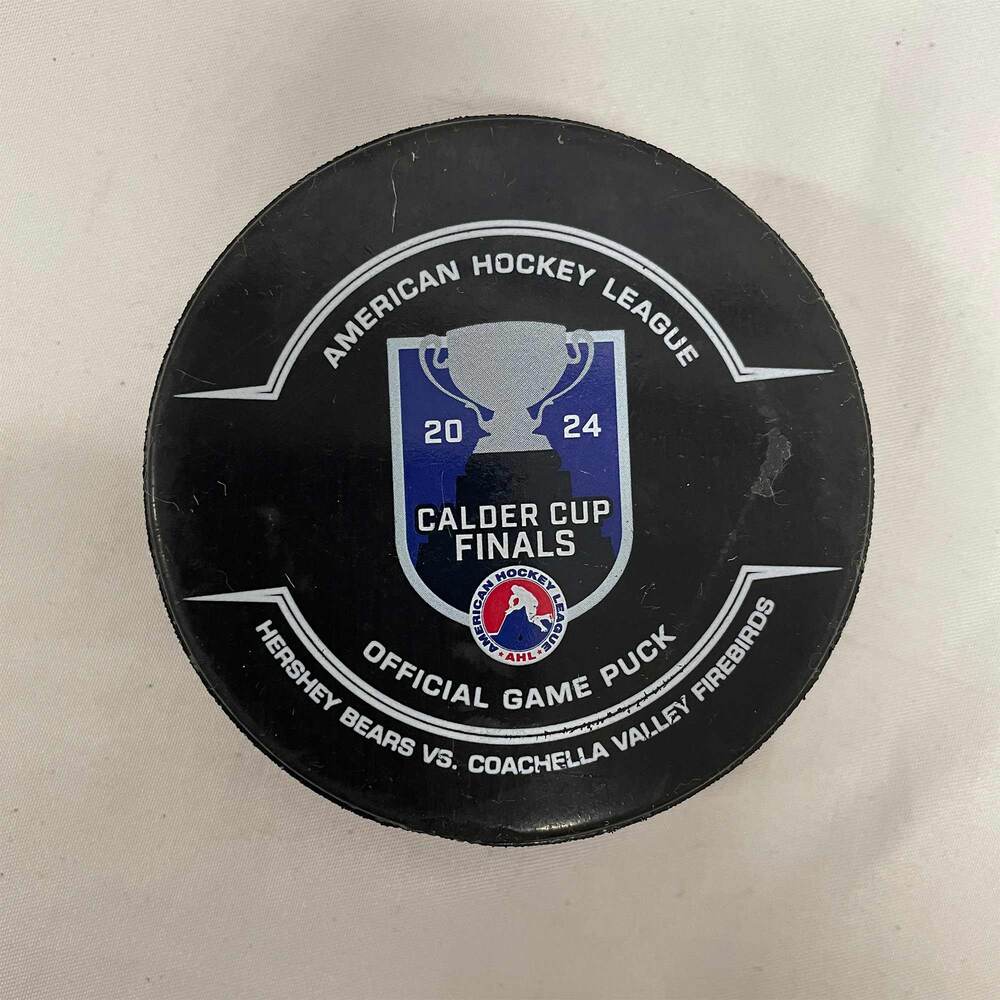 AMERICAN HOCKEY LEAGUE
20 24
CALDER CUP
FINALS
AMERICAN HOCKEY LEAGUE
AHL
OFFICIAL GAME PUCK
HERSHEY BEARS VS. COACHELLA VALLEY FIREBIRDS